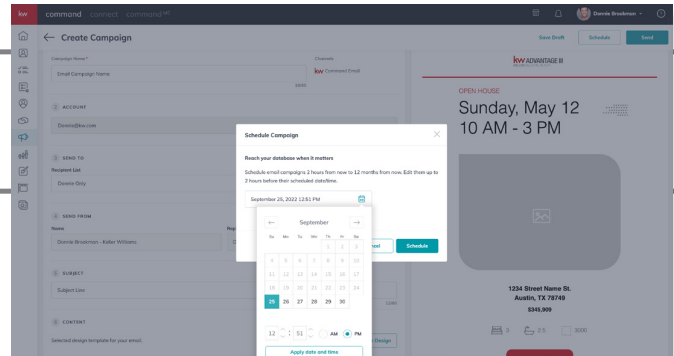 kw command connect command MC Donnie Brookman
← Create Campaign Save Draft Schedule Send
Campaign Name* Channels
Email Campaign Name kw Command Email
ACCOUNT
Donnie@kw.com
SEND TO
Recipient List
Donnie Only
SEND FROM
Name
Donnie Brookman - Keller Williams
SUBJECT
Subject Line
CONTENT
Selected design template for your email.
Design
Schedule Campaign
Reach your database when it matters
Schedule email campaigns 2 hours from now to 12 months from now. Edit them up to
2 hours before their scheduled date/time.
September 25, 2022 12:51 PM
Schedule
← September →
Su Mo Tu We Th Fr Sa
1 2 3
4 5 6 7 8 9 10
11 12 13 14 15 16 17
18 19 20 21 22 23 24
25 26 27 28 29 30
12 : 51 AM PM
Apply date and time
kw ADVANTAGE III
OPEN HOUSE
Sunday, May 12
10 AM - 3 PM
1234 Street Name St.
Austin, TX 78749
$345,909
3 2.5 3000